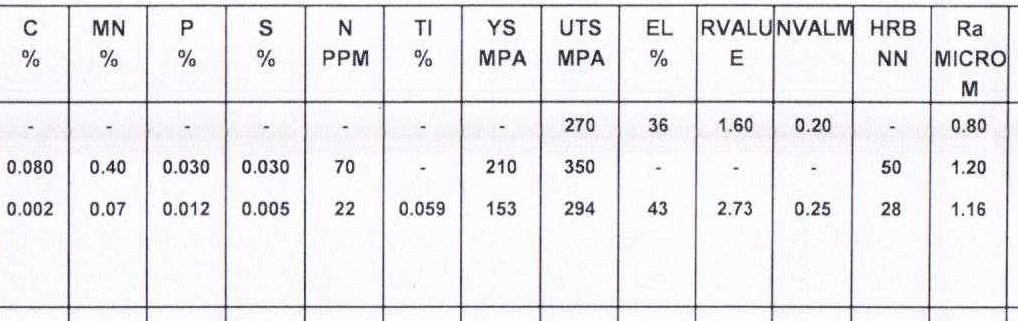 C MN P S N TI YS UTS EL RVALU NVALM HRB Ra
% % % % PPM % MPA MPA % E NN MICRO
M
- - - - - - - 270 36 1.60 0.20 - 0.80
0.080 0.40 0.030 0.030 70 - 210 350 - - - 50 1.20
0.002 0.07 0.012 0.005 22 0.059 153 294 43 2.73 0.25 28 1.16